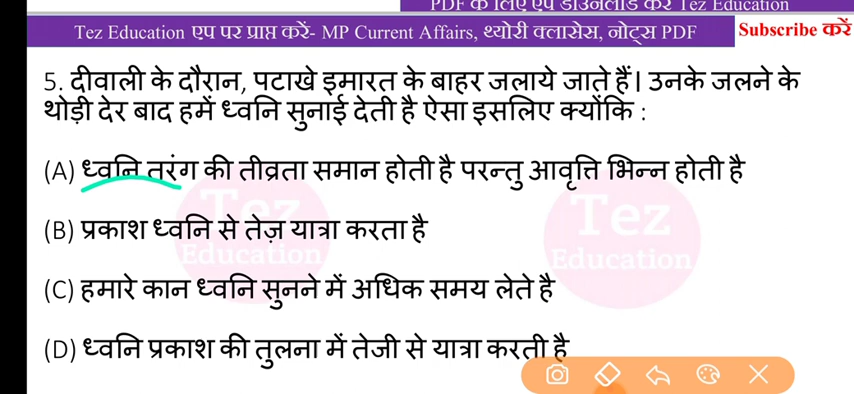 PDF के लिए एप डाउनलोड करे Tez Education
Tez Education एप पर प्राप्त करें- MP Current Affairs, थ्योरी क्लासेस, नोट्स PDF
Subscribe करें
5. दीवाली के दौरान, पटाखे इमारत के बाहर जलाये जाते हैं। उनके जलने के
थोड़ी देर बाद हमें ध्वनि सुनाई देती है ऐसा इसलिए क्योंकि :
(A) ध्वनि तरंग की तीव्रता समान होती है परन्तु आवृत्ति भिन्न होती है
Tez
Tez
(B) प्रकाश ध्वनि से तेज़ यात्रा करता है
Education
Education
(C) हमारे कान ध्वनि सुनने में अधिक समय लेते है
(D) ध्वनि प्रकाश की तुलना में तेजी से यात्रा करती है